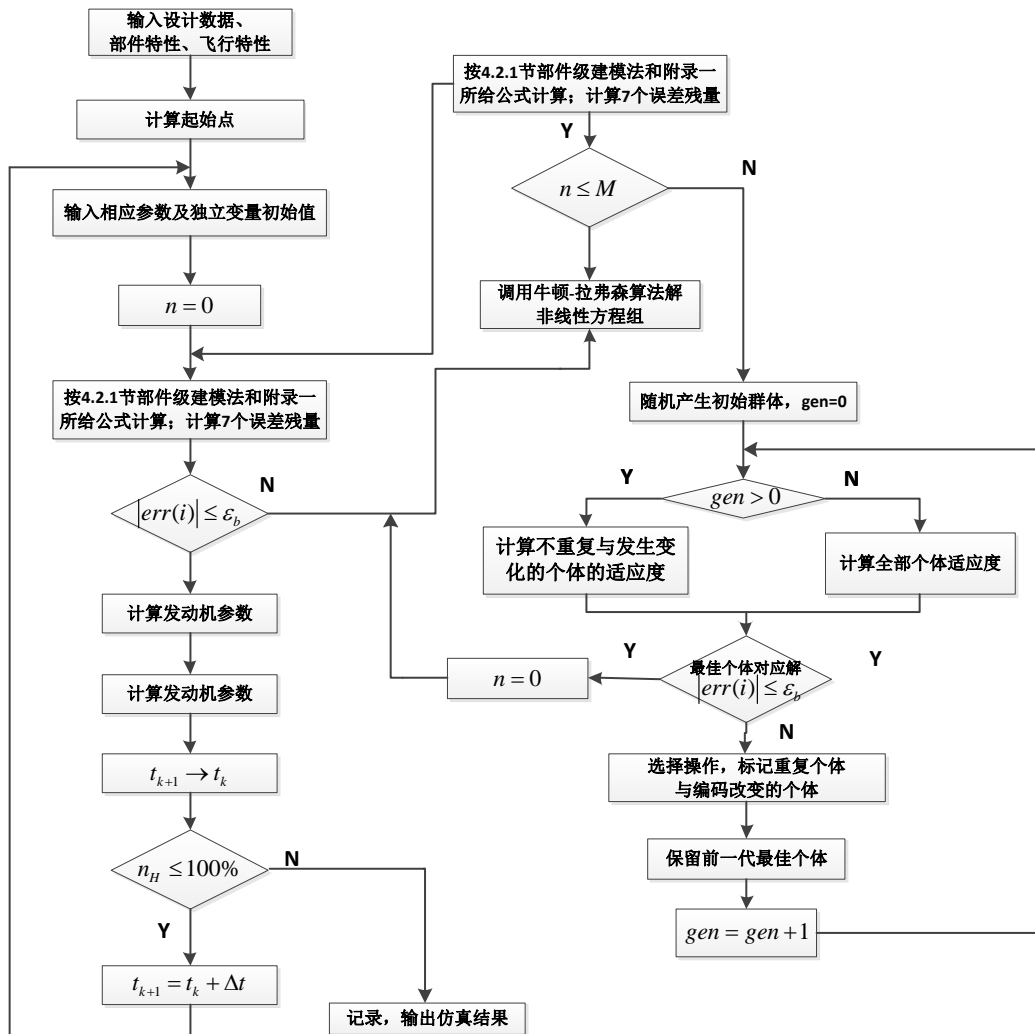 输入设计数据、
部件特性、飞行特性
计算起始点
输入相应参数及独立变量初始值
n = 0
按4.2.1节部件级建模法和附录一
所给公式计算；计算7个误差残量
N
|err(i)| ≤ ε_b
计算发动机参数
计算发动机参数
t_{k+1} → t_k
n_H ≤ 100%
N
Y
t_{k+1} = t_k + Δt
记录，输出仿真结果
按4.2.1节部件级建模法和附录一
所给公式计算；计算7个误差残量
Y
N
n ≤ M
调用牛顿-拉弗森算法解
非线性方程组
随机产生初始群体，gen=0
Y
N
gen > 0
计算不重复与发生变
化的个体的适应度
计算全部个体适应度
Y
Y
n = 0
最佳个体对应解
|err(i)| ≤ ε_b
N
选择操作，标记重复个体
与编码改变的个体
保留前一代最佳个体
gen = gen + 1